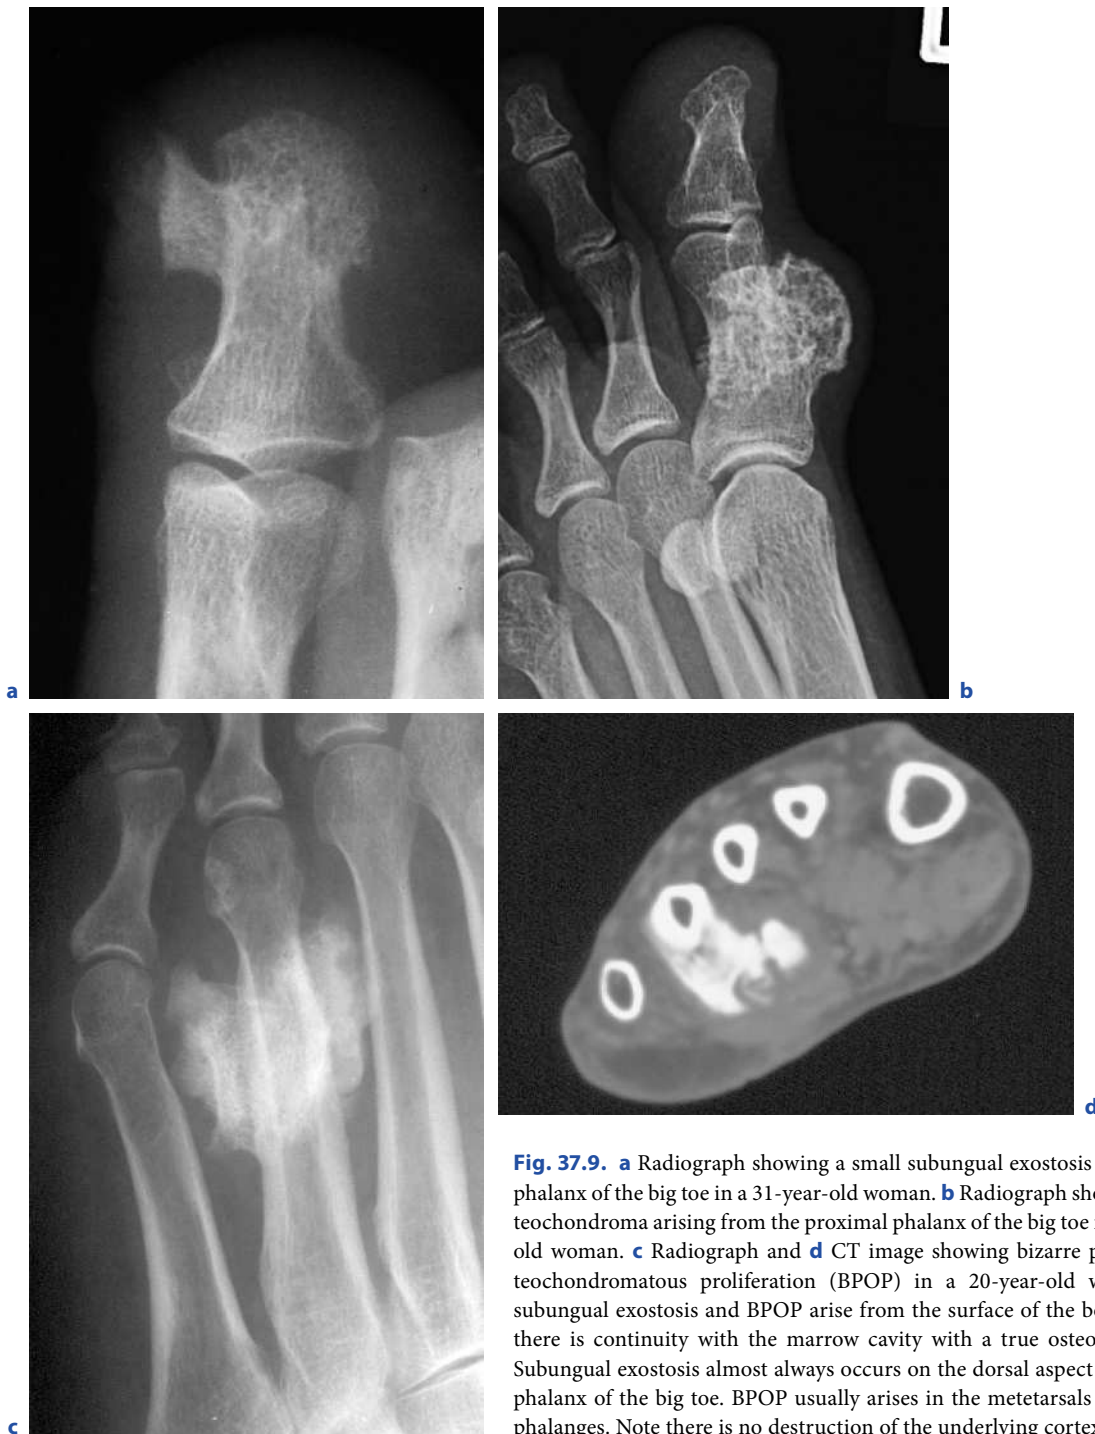 a
b
c
d
Fig. 37.9. a Radiograph showing a small subungual exostosis
phalanx of the big toe in a 31-year-old woman. b Radiograph
teochondroma arising from the proximal phalanx of the big toe
old woman. c Radiograph and d CT image showing bizarre
teochondromatous proliferation (BPOP) in a 20-year-old
subungual exostosis and BPOP arise from the surface of the
there is continuity with the marrow cavity with a true
Subungual exostosis almost always occurs on the dorsal aspect
phalanx of the big toe. BPOP usually arises in the metetarsals
phalanges. Note there is no destruction of the underlying cortex